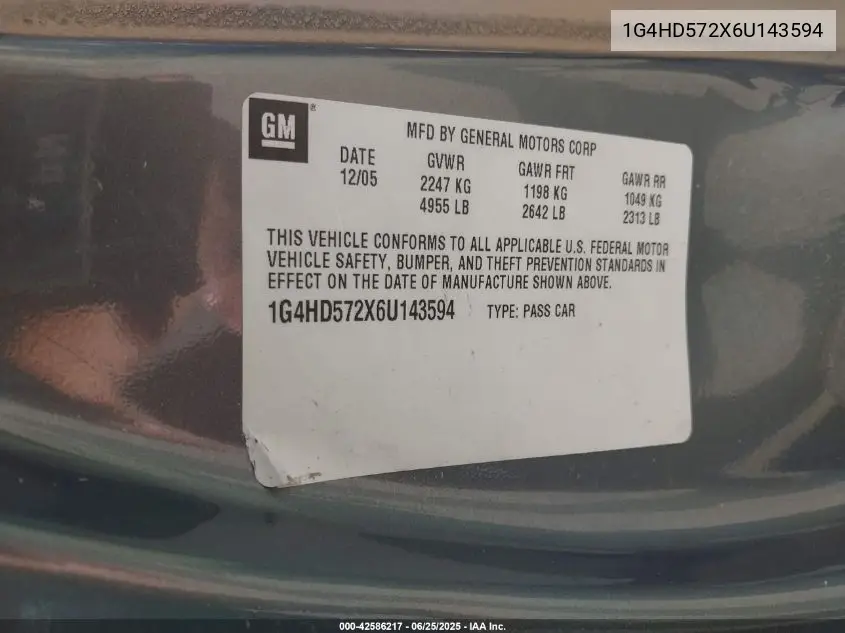 1G4HD572X6U143594
GM ®
MFD BY GENERAL MOTORS CORP
DATE GVWR GAWR FRT GAWR RR
12/05 2247 KG 1198 KG 1049 KG
4955 LB 2642 LB 2313 LB
THIS VEHICLE CONFORMS TO ALL APPLICABLE U.S. FEDERAL MOTOR
VEHICLE SAFETY, BUMPER, AND THEFT PREVENTION STANDARDS IN
EFFECT ON THE DATE OF MANUFACTURE SHOWN ABOVE.
1G4HD572X6U143594 TYPE: PASS CAR
000-42586217 - 06/25/2025 - IAA Inc.